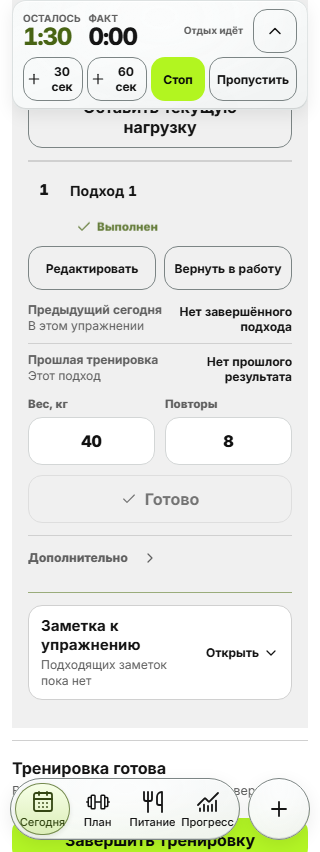 ОСТАЛОСЬ ФАКТ
1:30 0:00
Отдых идёт
30 сек
60 сек
Стоп
Пропустить
Оставить текущую
нагрузку
1 Подход 1
Выполнен
Редактировать
Вернуть в работу
Предыдущий сегодня
В этом упражнении
Нет завершённого
подхода
Прошлая тренировка
Этот подход
Нет прошлого
результата
Вес, кг
Повторы
40
8
Готово
Дополнительно
Заметка к
упражнению
Подходящих заметок
пока нет
Открыть
Тренировка готова
Сегодня
План
Питание
Прогресс
Завершить тренировку